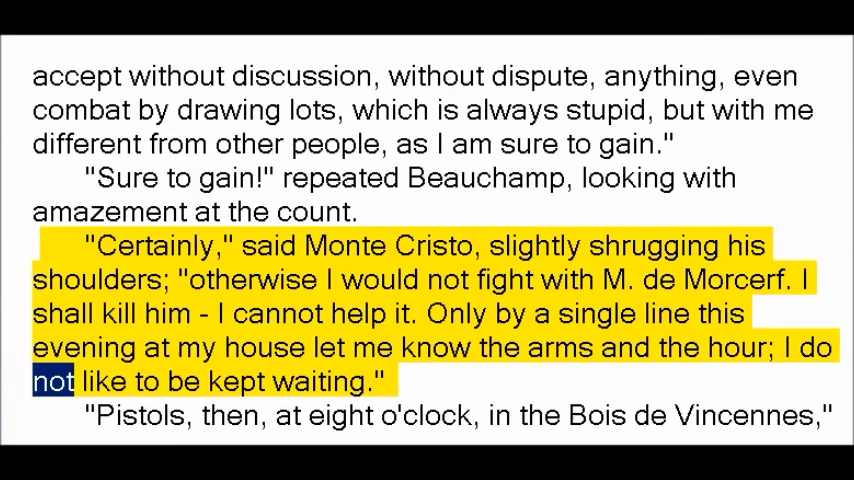 accept without discussion, without dispute, anything, even
combat by drawing lots, which is always stupid, but with me
different from other people, as I am sure to gain."
"Sure to gain!" repeated Beauchamp, looking with
amazement at the count.
"Certainly," said Monte Cristo, slightly shrugging his
shoulders; "otherwise I would not fight with M. de Morcerf. I
shall kill him - I cannot help it. Only by a single line this
evening at my house let me know the arms and the hour; I do
not like to be kept waiting."
"Pistols, then, at eight o'clock, in the Bois de Vincennes,"